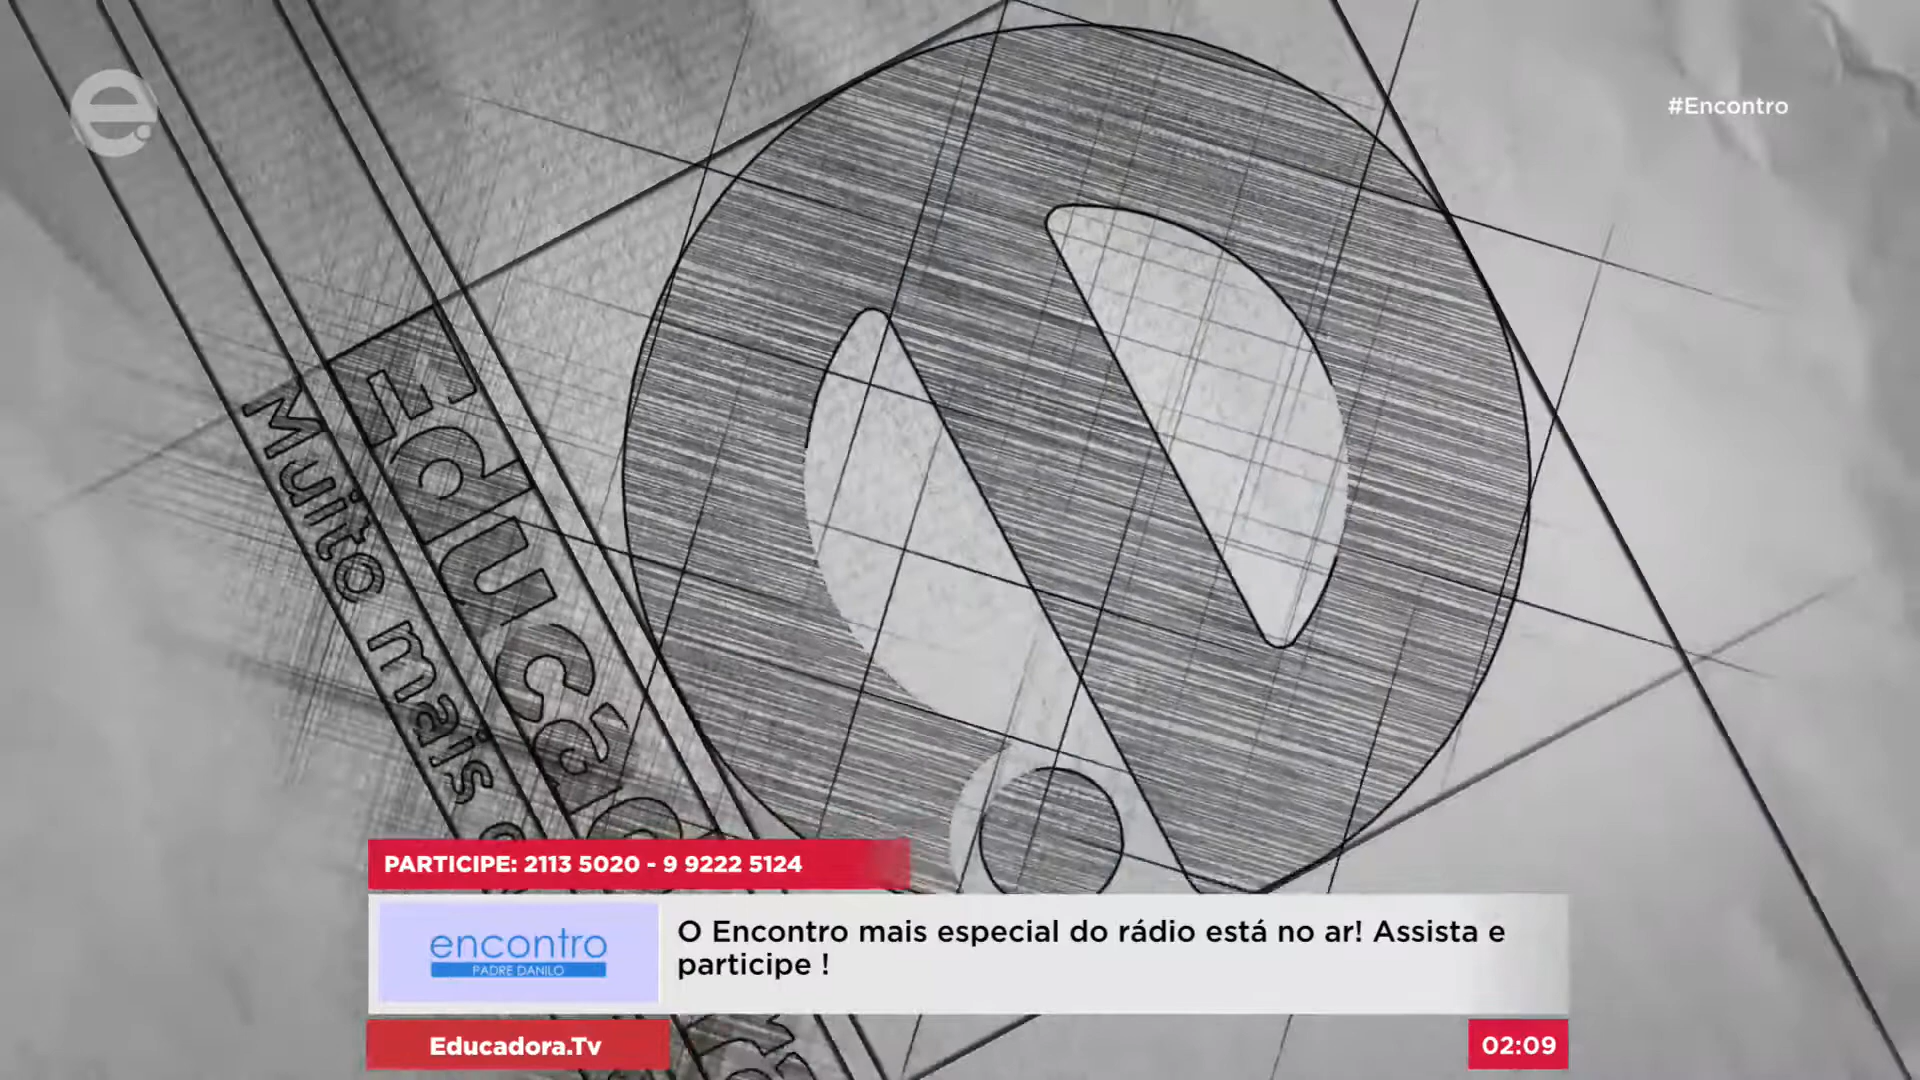 e.
#Encontro
Educado
Muito mais
PARTICIPE: 2113 5020 - 9 9222 5124
encontro
PADRE DANILO
O Encontro mais especial do rádio está no ar! Assista e
participe !
Educadora.Tv
02:09